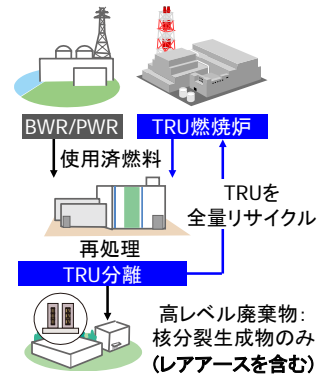 BWR/PWR
TRU燃焼炉
使用済燃料
TRUを
全量リサイクル
再処理
TRU分離
高レベル廃棄物:
核分裂生成物のみ
(レアアースを含む)